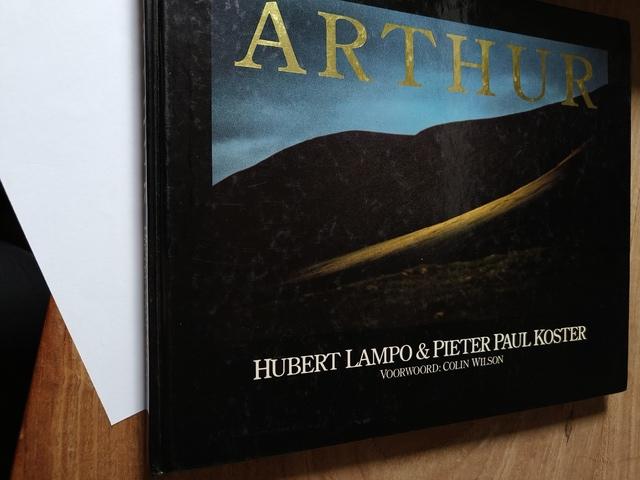 ARTHUR
HUBERT LAMPO & PIETER PAUL KOSTER
VOORWOORD: COLIN WILSON